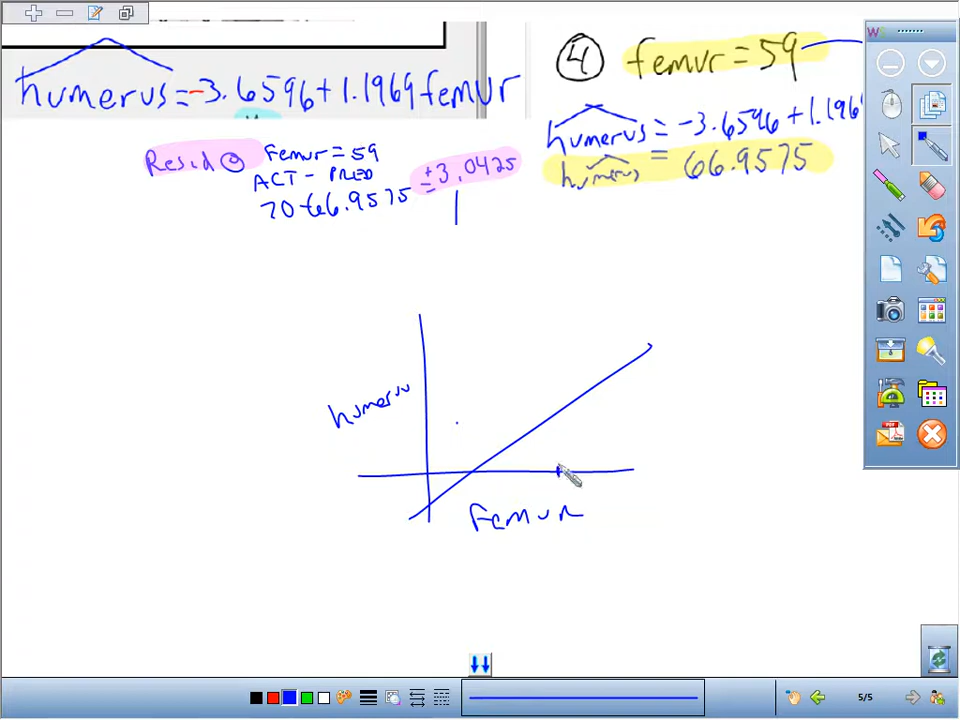 humerus = -3.6596 + 1.1969 femur
④ femur = 59
humerus = -3.6596 + 1.196
humerus = 66.9575
Resid @ Femur = 59
ACT - PRED
70 - 66.9575
± 3.0425
humerus
Femur
5/5